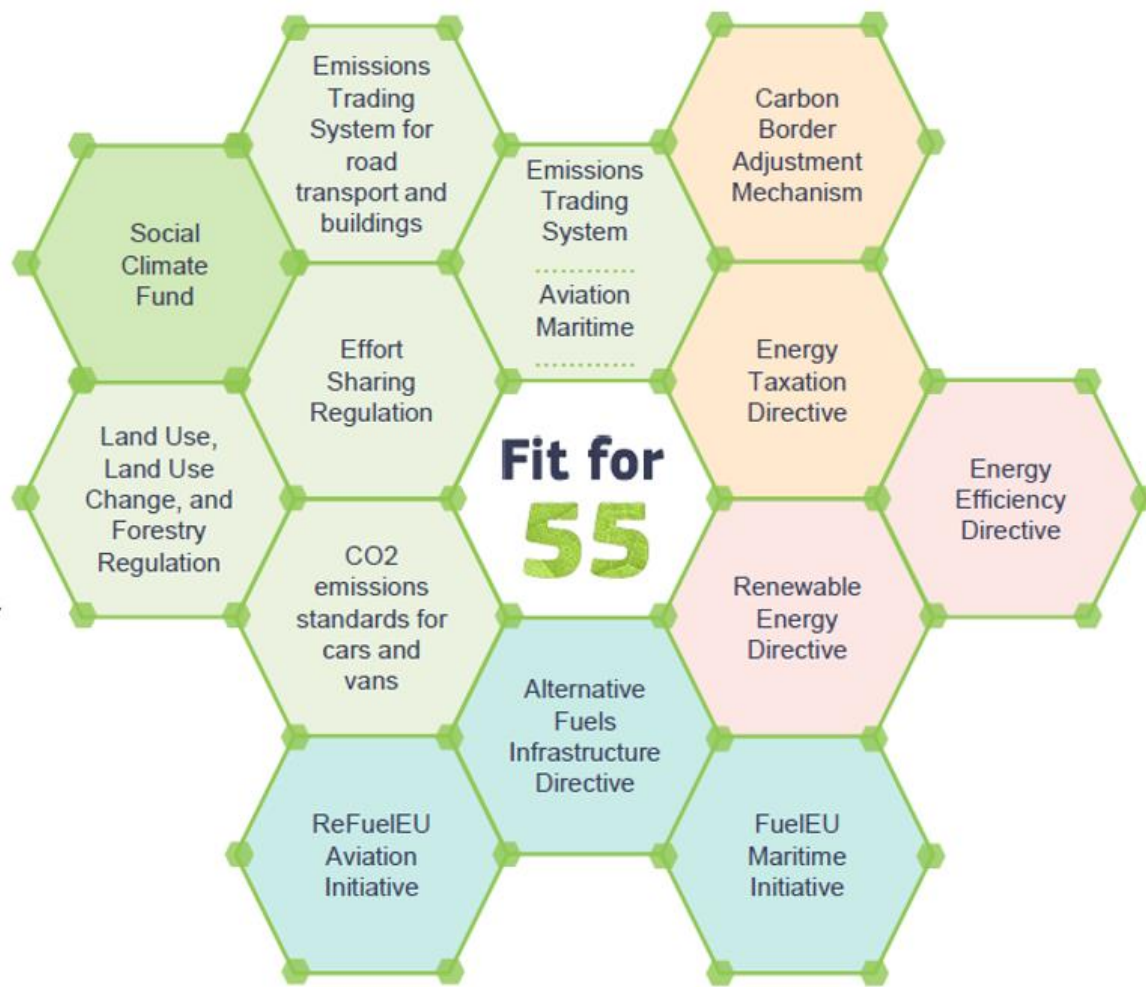 Emissions
Trading
System for
road
transport and
buildings
Carbon
Border
Adjustment
Mechanism
Emissions
Trading
System
Aviation
Maritime
Social
Climate
Fund
Effort
Sharing
Regulation
Energy
Taxation
Directive
Land Use,
Land Use
Change, and
Forestry
Regulation
Fit for
55
Energy
Efficiency
Directive
CO2
emissions
standards for
cars and
vans
Renewable
Energy
Directive
Alternative
Fuels
Infrastructure
Directive
ReFuelEU
Aviation
Initiative
FuelEU
Maritime
Initiative